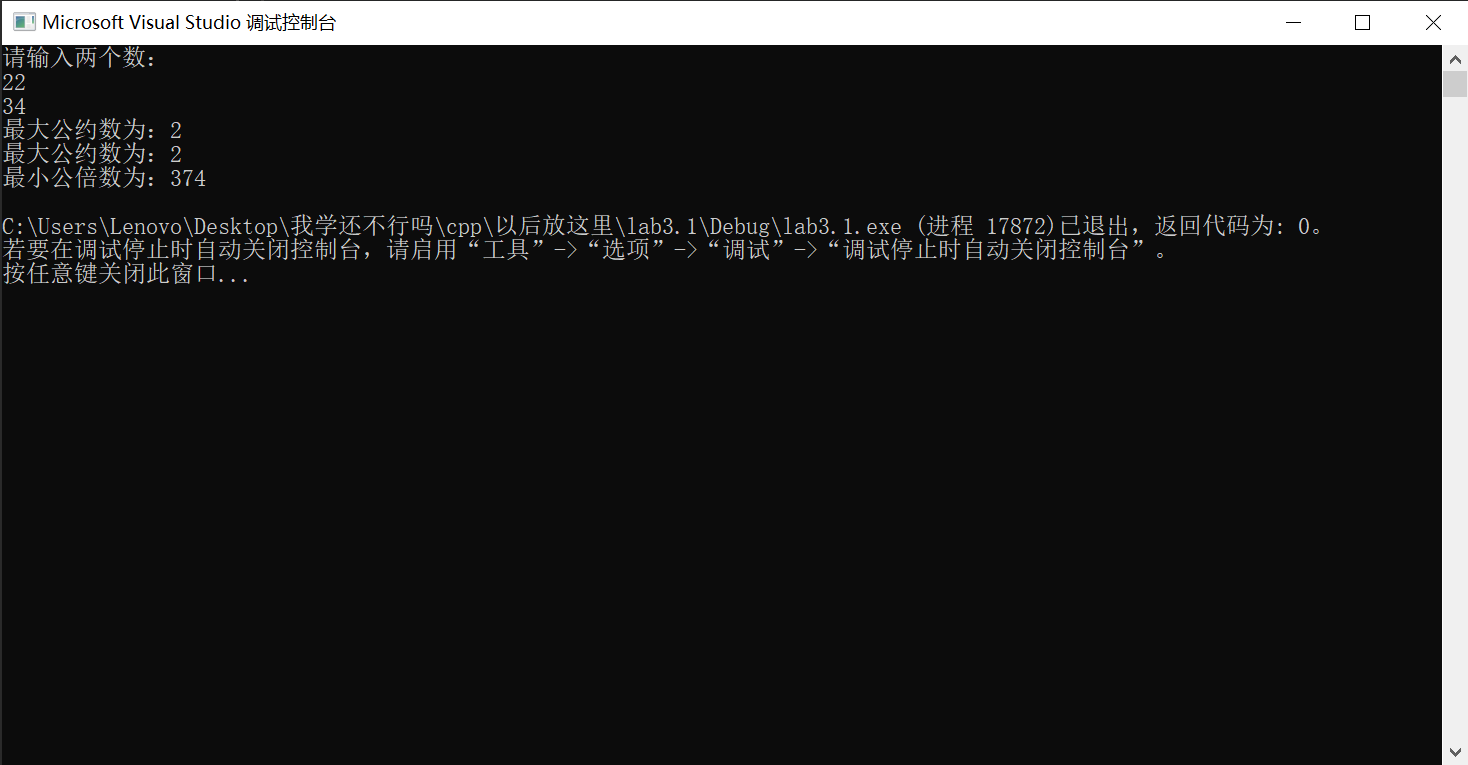 Microsoft Visual Studio 调试控制台
请输入两个数：
22
34
最大公约数为：2
最大公约数为：2
最小公倍数为：374
C:\Users\Lenovo\Desktop\我学还不行吗\cpp\以后放这里\lab3.1\Debug\lab3.1.exe (进程 17872)已退出，返回代码为: 0。
若要在调试停止时自动关闭控制台，请启用“工具”->“选项”->“调试”->“调试停止时自动关闭控制台”。
按任意键关闭此窗口...